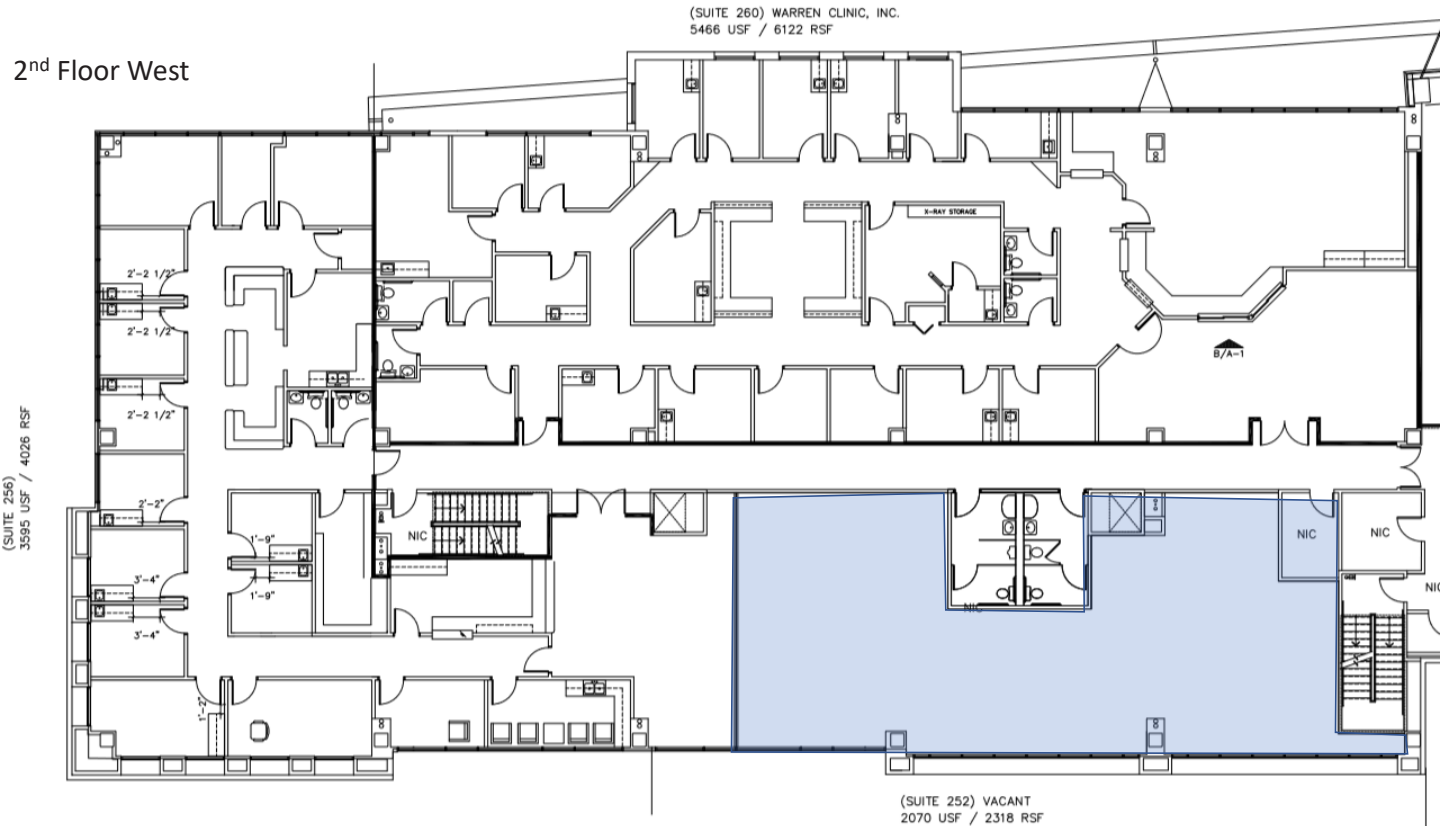 (SUITE 260) WARREN CLINIC, INC.
5466 USF / 6122 RSF
2nd Floor West
X-RAY STORAGE
2'-2 1/2"
2'-2 1/2"
B/A-1
2'-2 1/2"
(SUITE 256)
3595 USF / 4026 RSF
2'-2"
NIC
1'-9"
NIC
NIC
3'-4"
NIC
1'-9"
NIC
3'-4"
1'-2"
(SUITE 252) VACANT
2070 USF / 2318 RSF